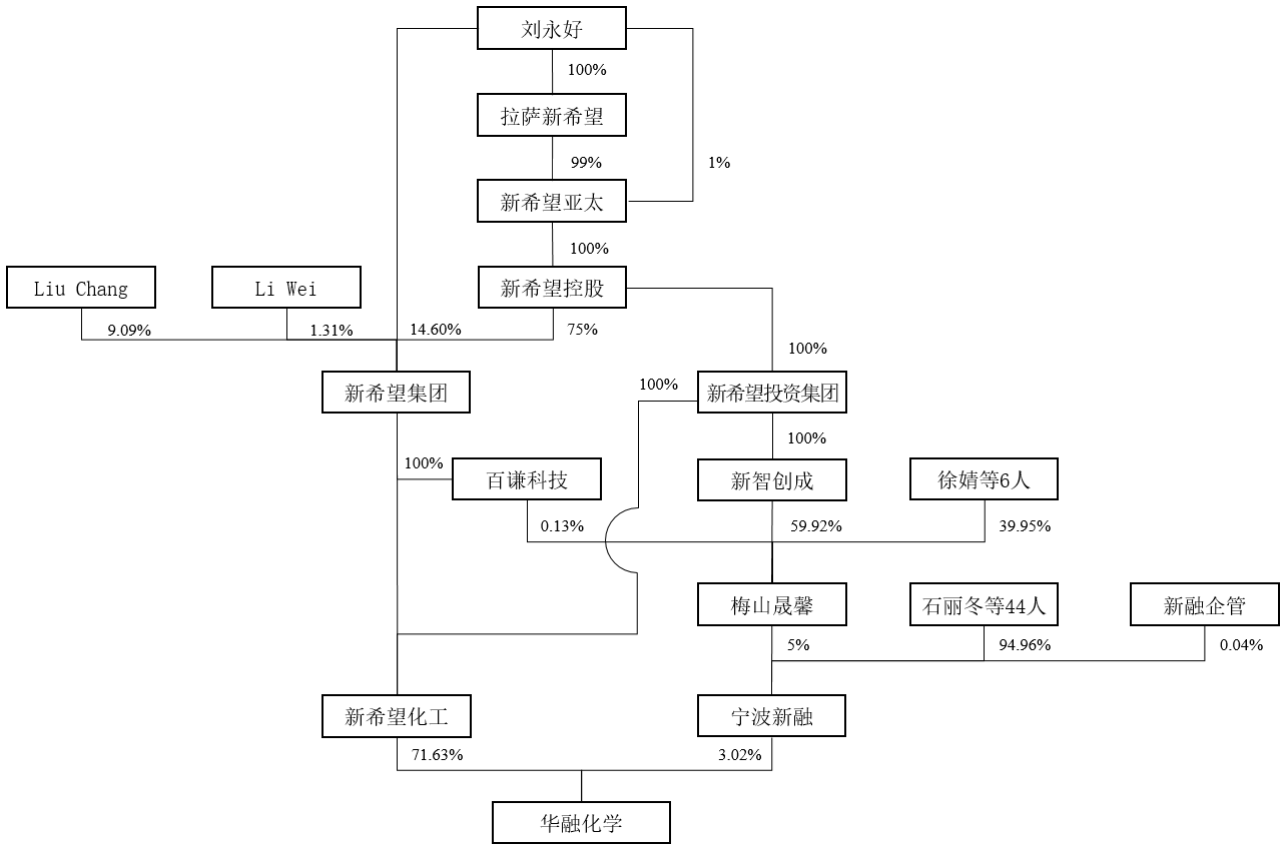 刘永好
100%
拉萨新希望
99%
1%
新希望亚太
100%
Liu Chang
Li Wei
新希望控股
9.09%
1.31%
14.60%
75%
100%
新希望集团
100%
新希望投资集团
100%
100%
百谦科技
新智创成
徐婧等6人
0.13%
59.92%
39.95%
梅山晟馨
石丽冬等44人
新融企管
5%
94.96%
0.04%
新希望化工
宁波新融
71.63%
3.02%
华融化学